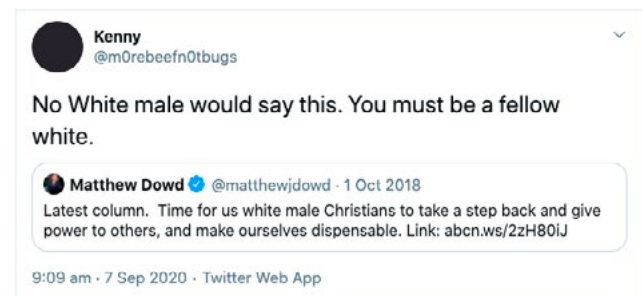 Kenny
@m0rebeefn0tbugs
No White male would say this. You must be a fellow
white.
Matthew Dowd @matthewjdowd · 1 Oct 2018
Latest column. Time for us white male Christians to take a step back and give
power to others, and make ourselves dispensable. Link: abcn.ws/2zH80iJ
9:09 am · 7 Sep 2020 · Twitter Web App